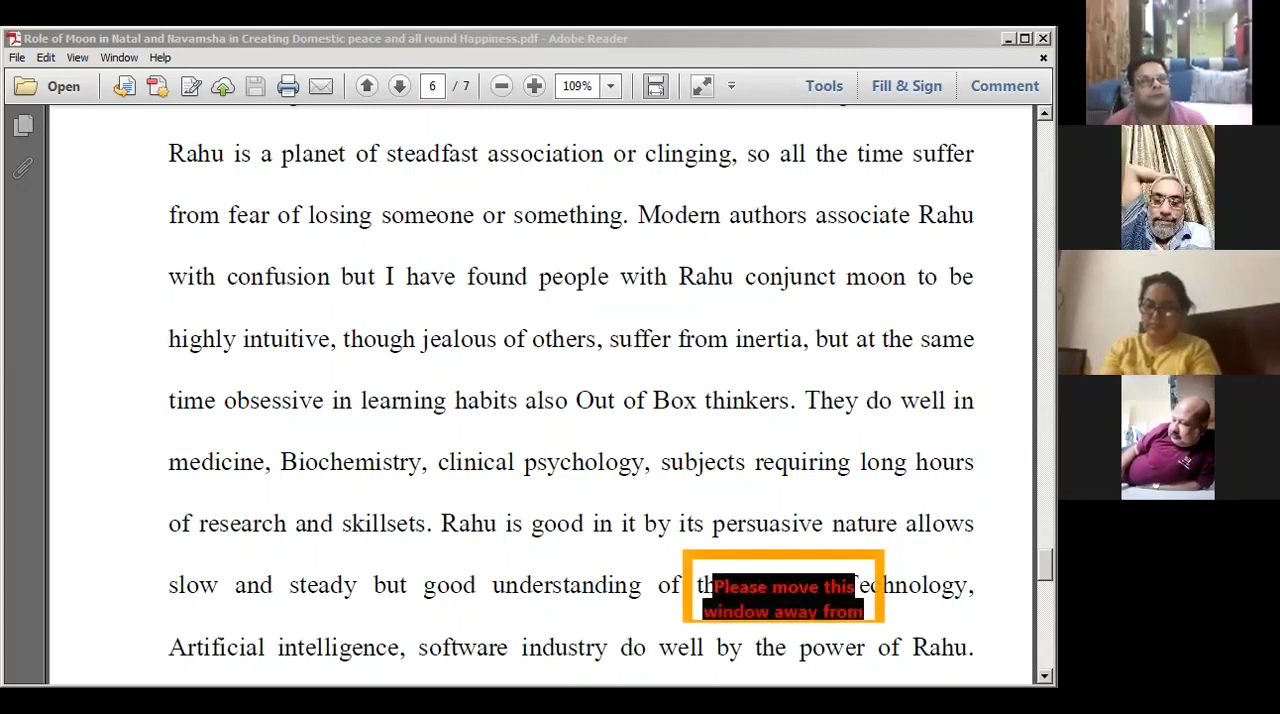 Role of Moon in Natal and Navamsha in Creating Domestic peace and all round Happiness.pdf - Adobe Reader
File Edit View Window Help
Open 6 / 7 109% Tools Fill & Sign Comment
Rahu is a planet of steadfast association or clinging, so all the time suffer
from fear of losing someone or something. Modern authors associate Rahu
with confusion but I have found people with Rahu conjunct moon to be
highly intuitive, though jealous of others, suffer from inertia, but at the same
time obsessive in learning habits also Out of Box thinkers. They do well in
medicine, Biochemistry, clinical psychology, subjects requiring long hours
of research and skillsets. Rahu is good in it by its persuasive nature allows
slow and steady but good understanding of
Please move this
window away from
Artificial intelligence, software industry do well by the power of Rahu.